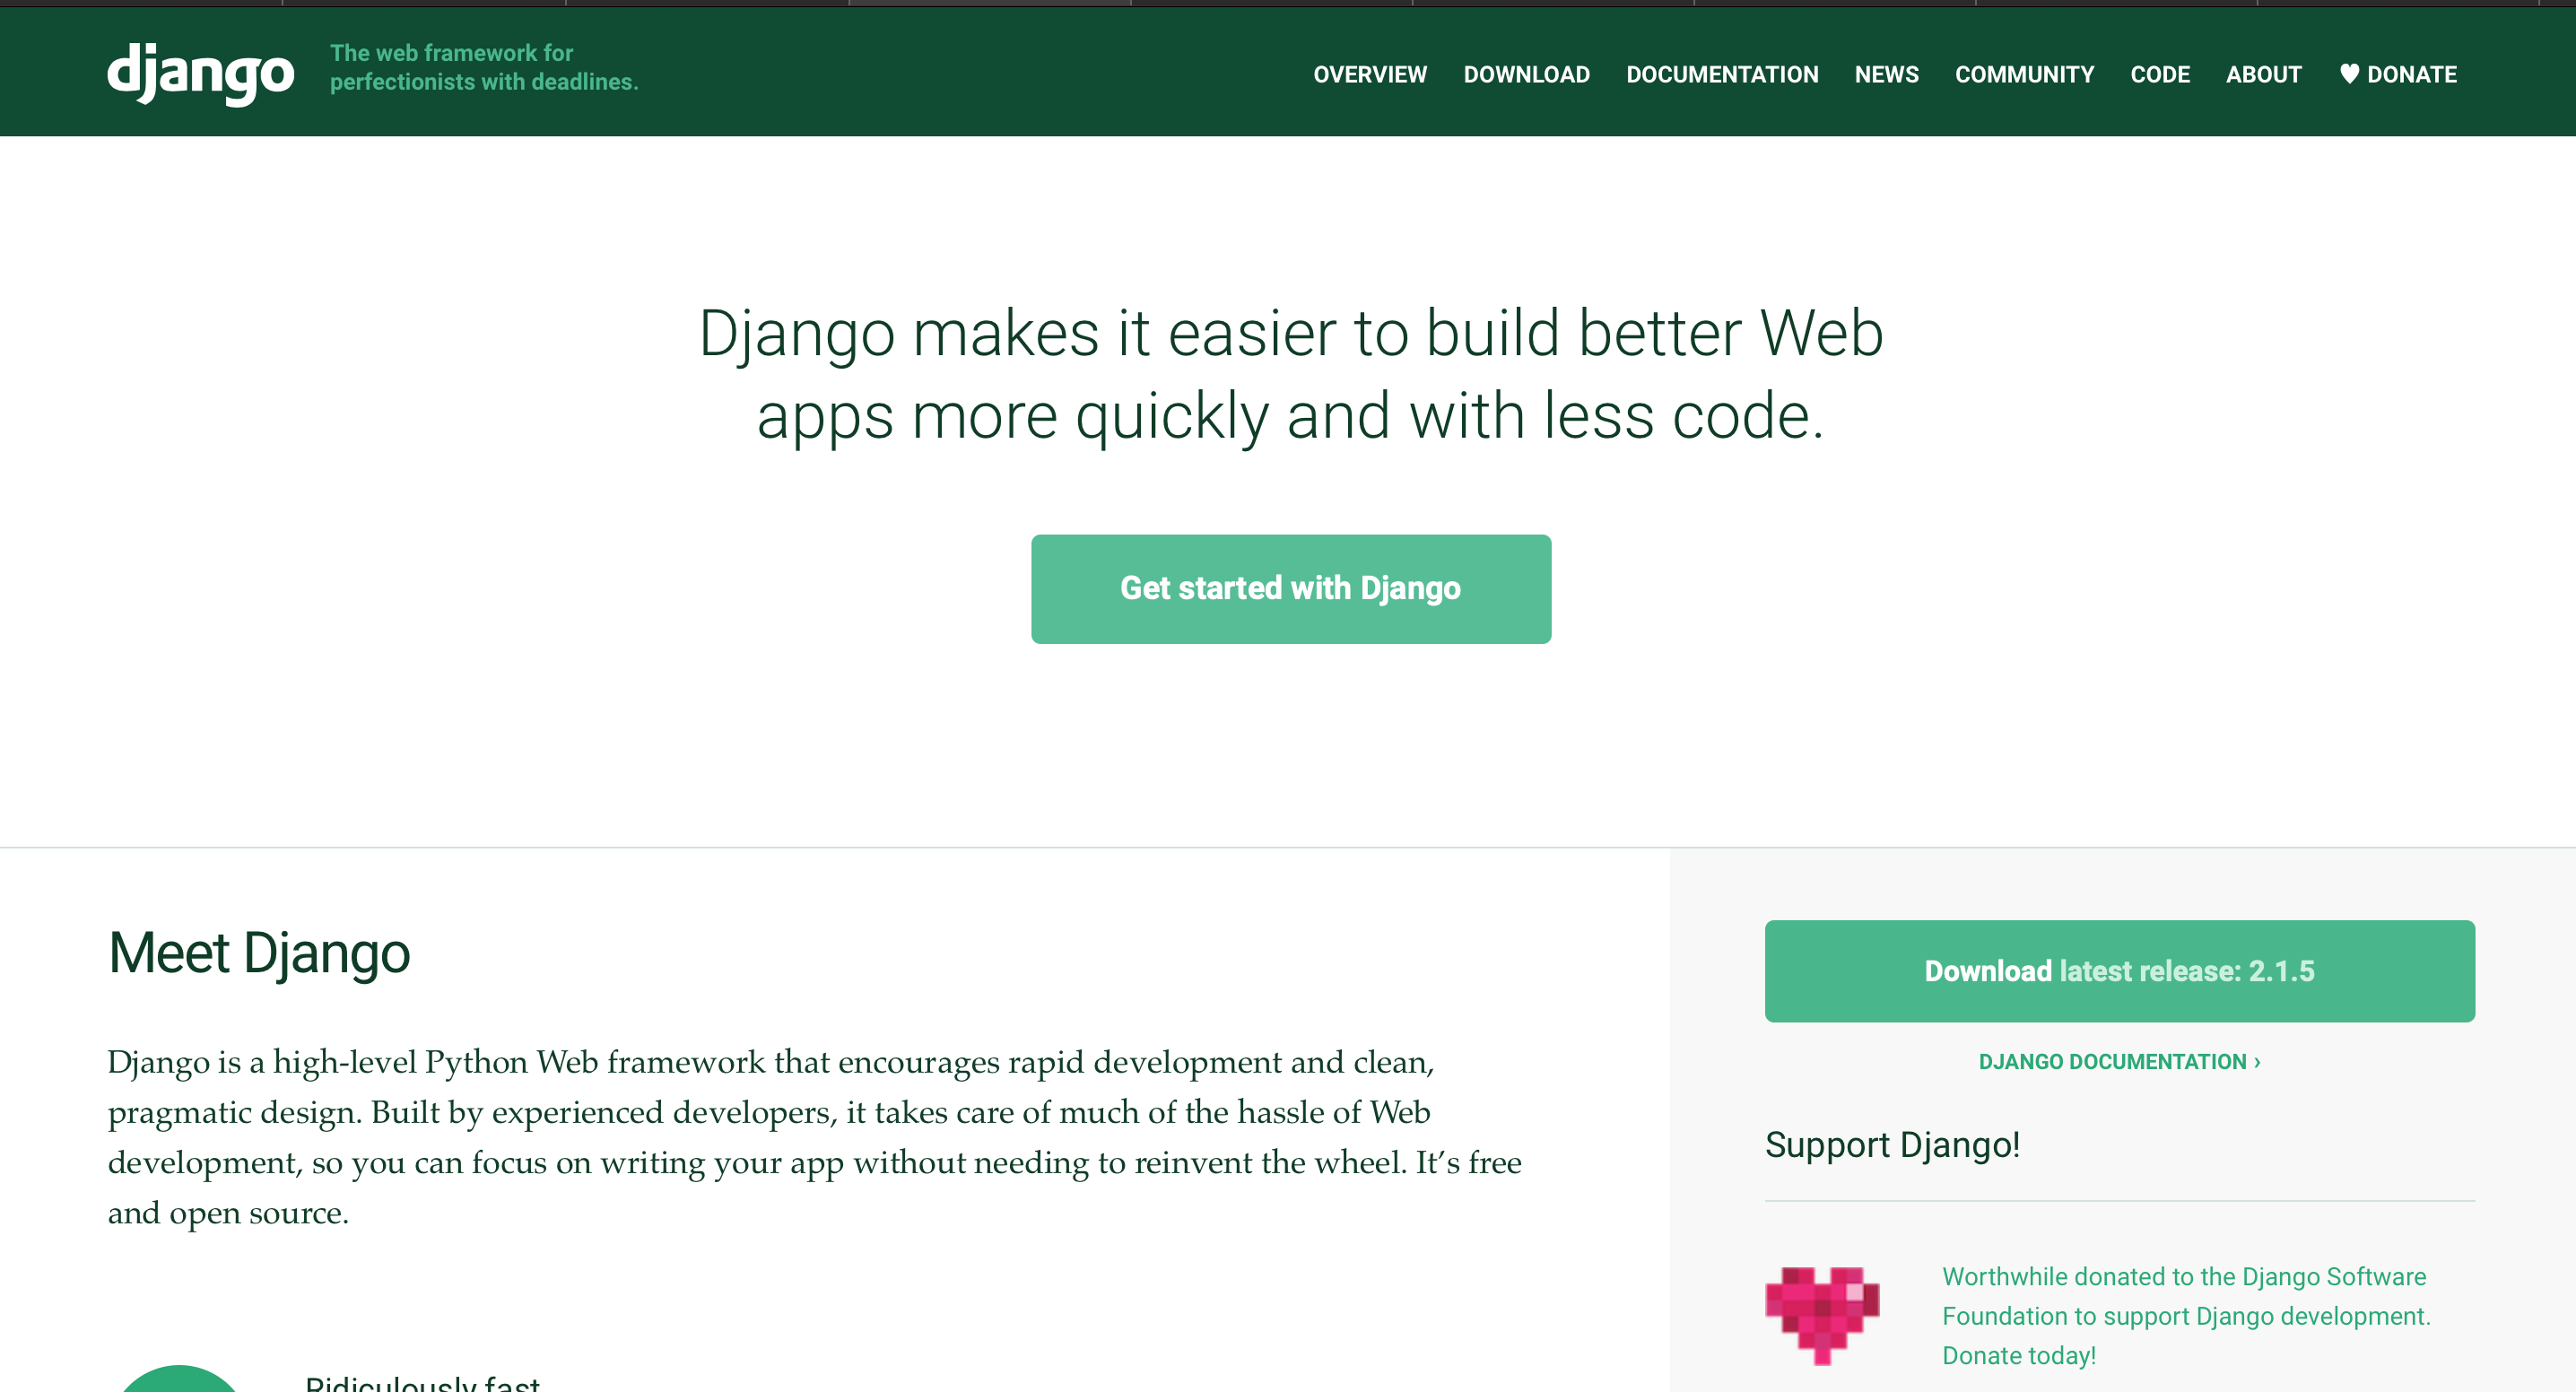 django
The web framework for
perfectionists with deadlines.
OVERVIEW DOWNLOAD DOCUMENTATION NEWS COMMUNITY CODE ABOUT DONATE
Django makes it easier to build better Web
apps more quickly and with less code.
Get started with Django
Meet Django
Django is a high-level Python Web framework that encourages rapid development and clean,
pragmatic design. Built by experienced developers, it takes care of much of the hassle of Web
development, so you can focus on writing your app without needing to reinvent the wheel. It’s free
and open source.
Ridiculously fast
Download latest release: 2.1.5
DJANGO DOCUMENTATION ›
Support Django!
Worthwhile donated to the Django Software
Foundation to support Django development.
Donate today!